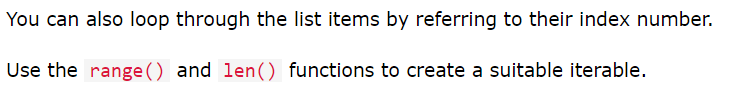 You can also loop through the list items by referring to their index number.
Use the range() and len() functions to create a suitable iterable.